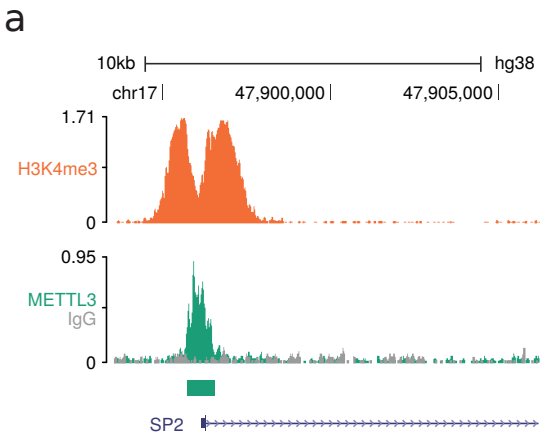 a
10kb hg38
chr17 47,900,000 47,905,000
1.71
H3K4me3
0
0.95
METTL3
IgG
0
SP2